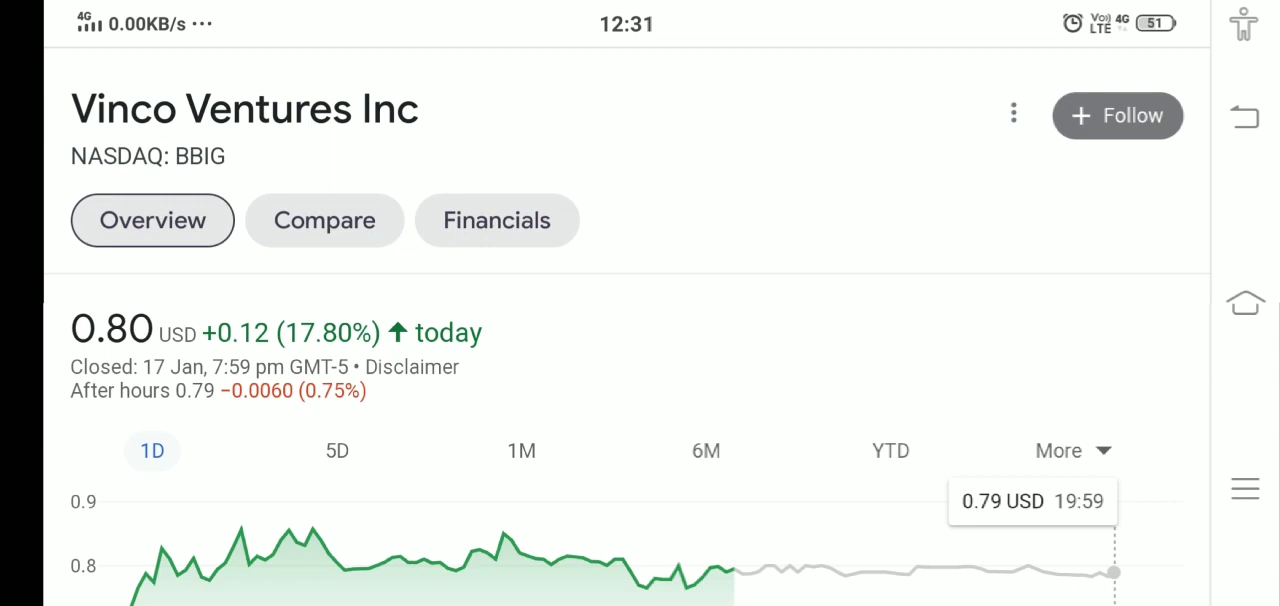 4G 0.00KB/s ··· 12:31 Vo)) LTE 4G 51
Vinco Ventures Inc
+ Follow
NASDAQ: BBIG
Overview Compare Financials
0.80 USD +0.12 (17.80%) ↑ today
Closed: 17 Jan, 7:59 pm GMT-5 • Disclaimer
After hours 0.79 −0.0060 (0.75%)
1D 5D 1M 6M YTD More
0.79 USD 19:59
0.9
0.8